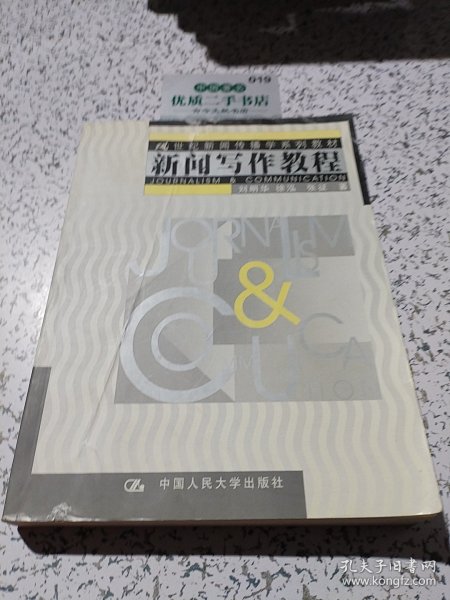 019
优质二手书店
21世纪新闻传播学系列教材
新闻写作教程
JOURNALISM & COMMUNICATION
刘明华 徐泓 张征 著
&
中国人民大学出版社
孔夫子旧书网
www.kongfz.com